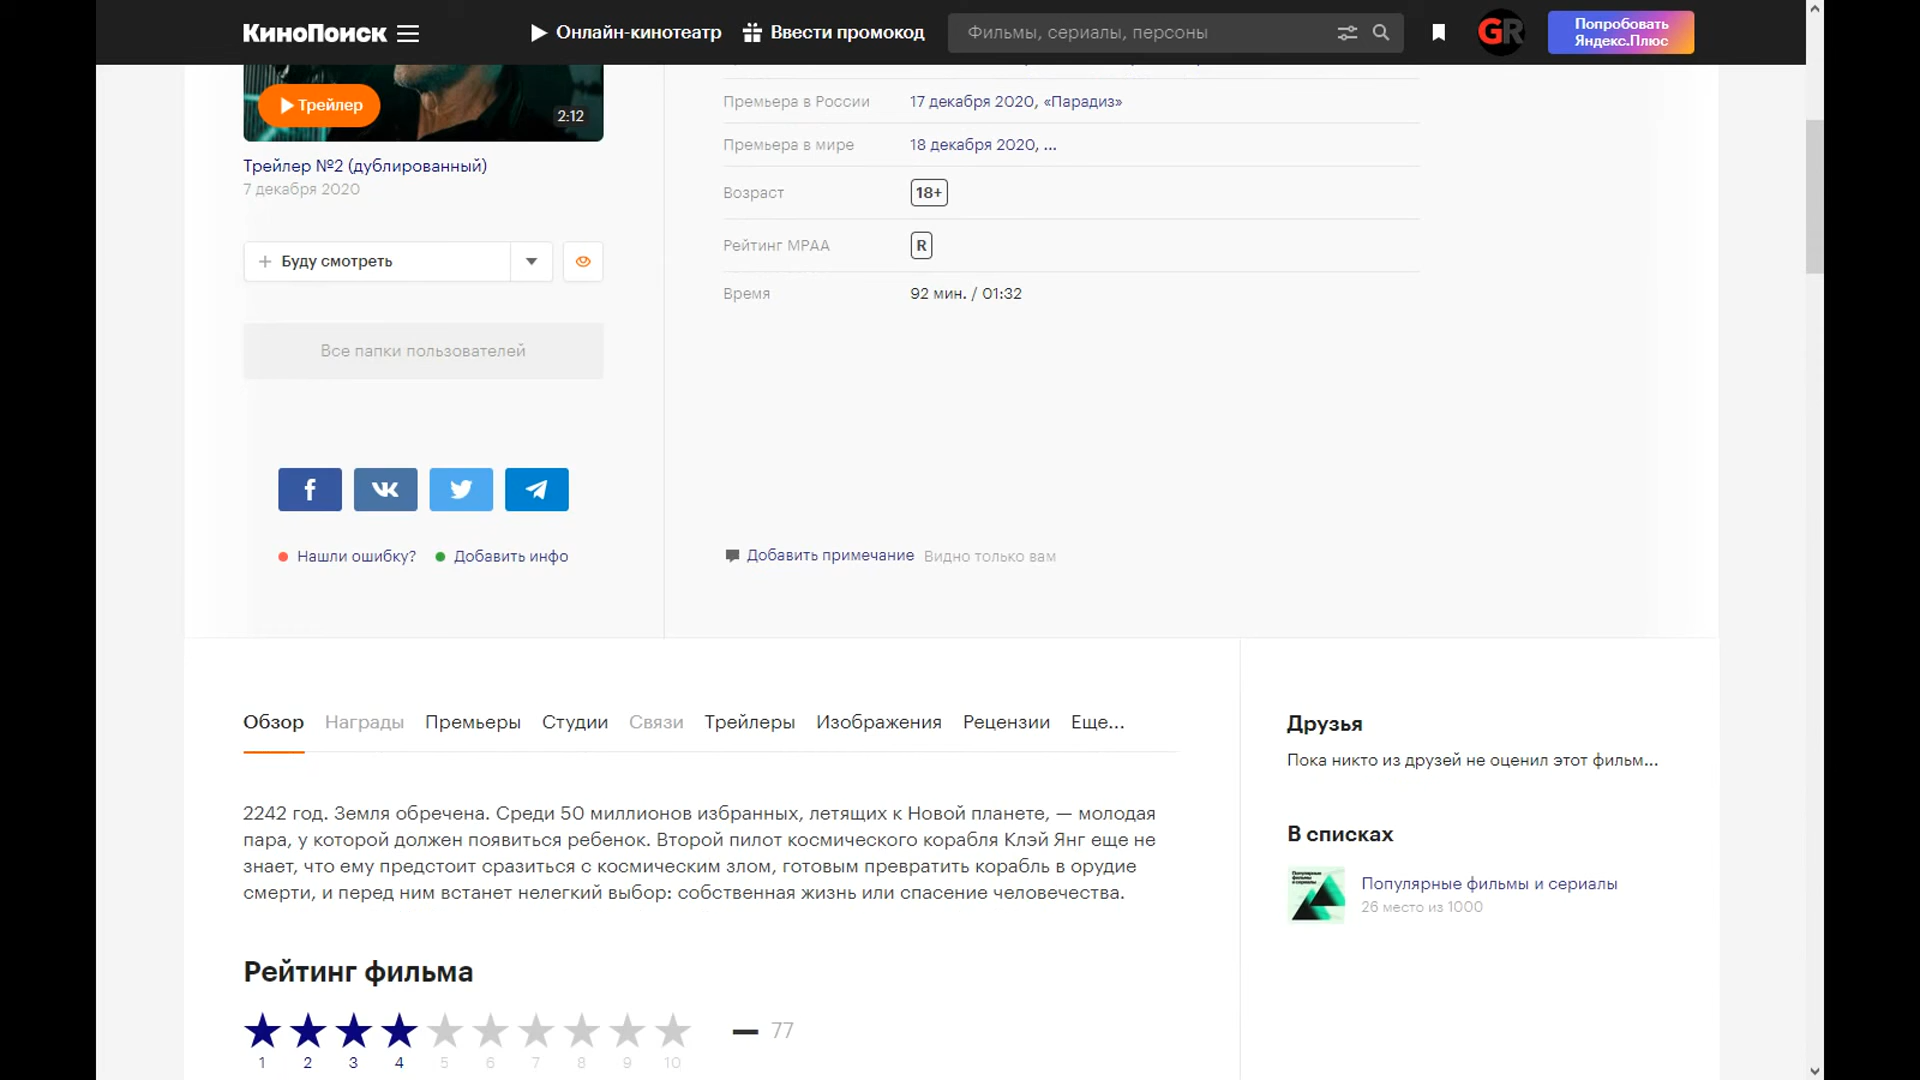 КиноПоиск
Онлайн-кинотеатр
Ввести промокод
Фильмы, сериалы, персоны
GR
Попробовать
Яндекс.Плюс
Трейлер
2:12
Трейлер №2 (дублированный)
7 декабря 2020
Буду смотреть
Все папки пользователей
Нашли ошибку?
Добавить инфо
Премьера в России 17 декабря 2020, «Парадиз»
Премьера в мире 18 декабря 2020, ...
Возраст 18+
Рейтинг MPAA R
Время 92 мин. / 01:32
Добавить примечание Видно только вам
Обзор Награды Премьеры Студии Связи Трейлеры Изображения Рецензии Еще...
2242 год. Земля обречена. Среди 50 миллионов избранных, летящих к Новой планете, — молодая
пара, у которой должен появиться ребенок. Второй пилот космического корабля Клэй Янг еще не
знает, что ему предстоит сразиться с космическим злом, готовым превратить корабль в орудие
смерти, и перед ним встанет нелегкий выбор: собственная жизнь или спасение человечества.
Рейтинг фильма
1 2 3 4 5 6 7 8 9 10
— 77
Друзья
Пока никто из друзей не оценил этот фильм...
В списках
Популярные фильмы и сериалы
26 место из 1000